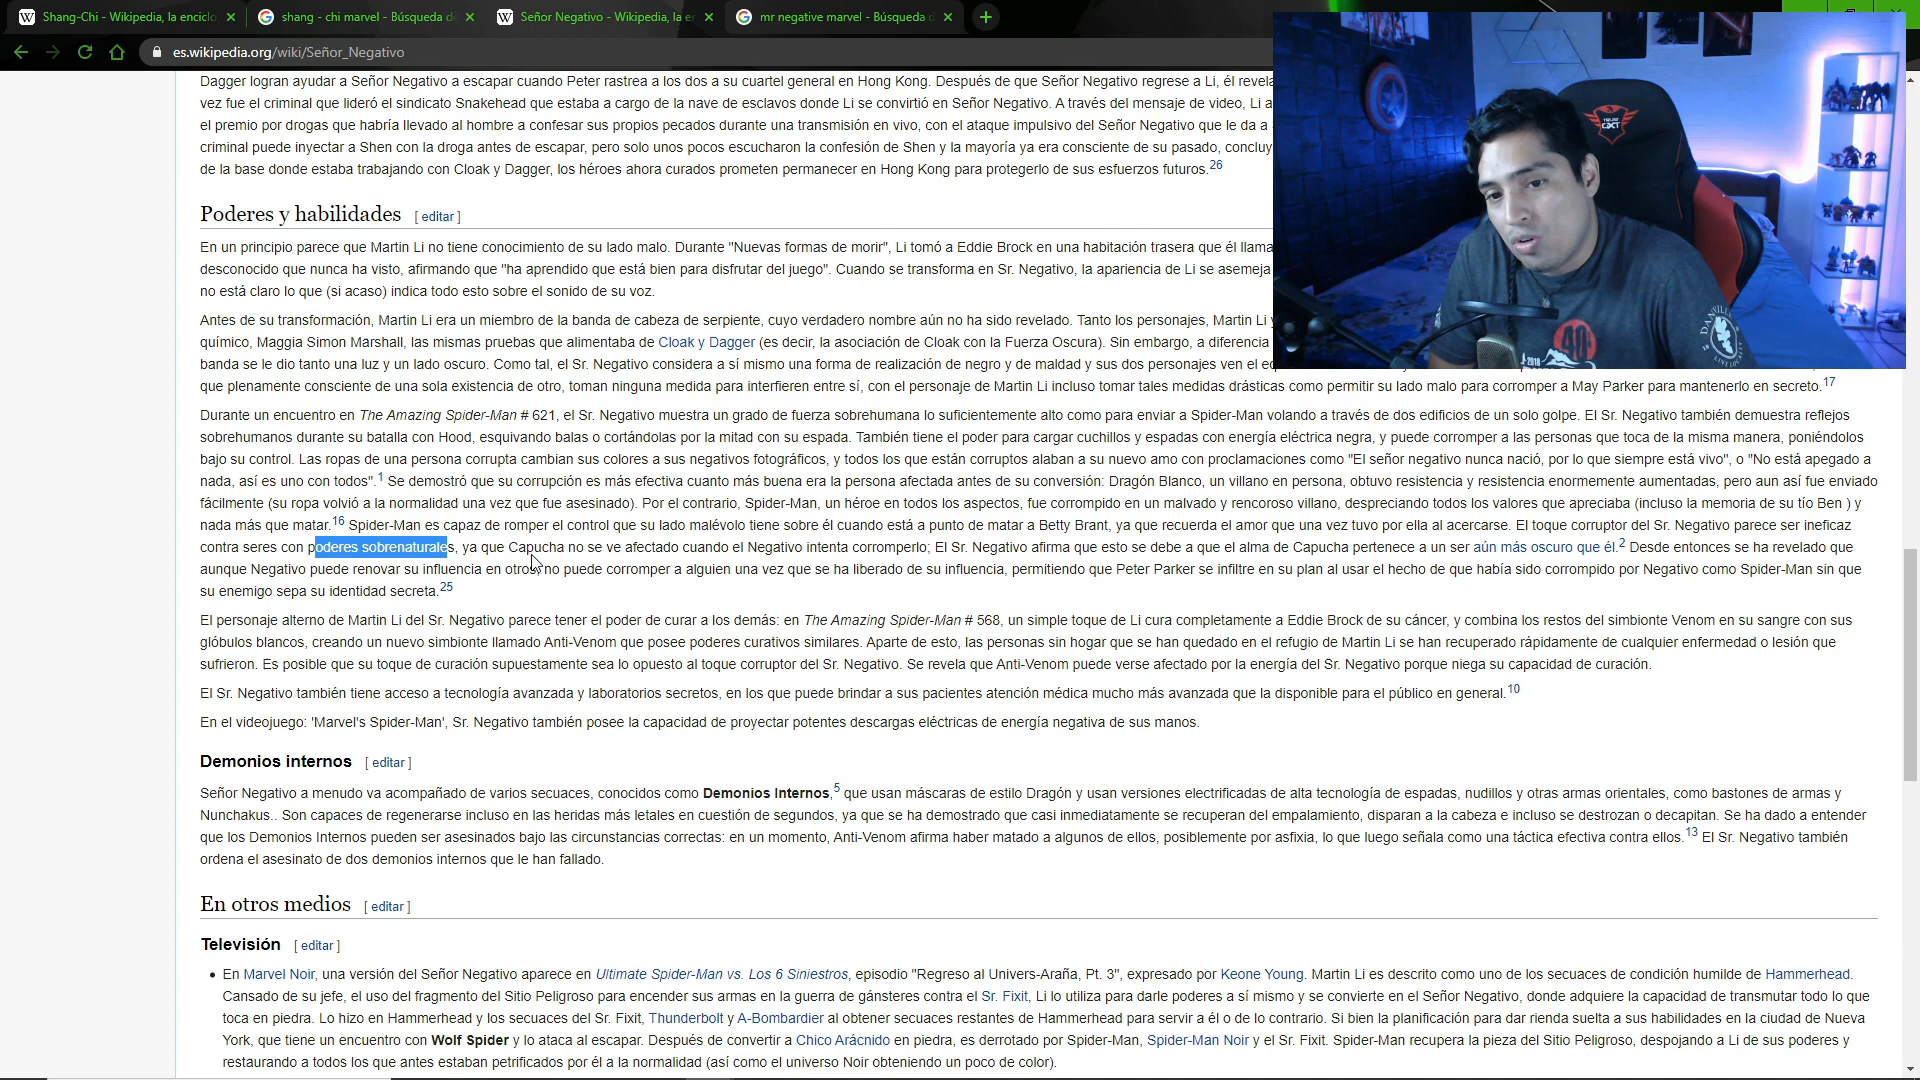 Shang-Chi - Wikipedia, la enciclo
shang - chi marvel - Búsqueda de
Señor Negativo - Wikipedia, la en
mr negative marvel - Búsqueda d
es.wikipedia.org/wiki/Señor_Negativo
Dagger logran ayudar a Señor Negativo a escapar cuando Peter rastrea a los dos a su cuartel general en Hong Kong. Después de que Señor Negativo regrese a Li, él revela
vez fue el criminal que lideró el sindicato Snakehead que estaba a cargo de la nave de esclavos donde Li se convirtió en Señor Negativo. A través del mensaje de video, Li a
el premio por drogas que habría llevado al hombre a confesar sus propios pecados durante una transmisión en vivo, con el ataque impulsivo del Señor Negativo que le da a
criminal puede inyectar a Shen con la droga antes de escapar, pero solo unos pocos escucharon la confesión de Shen y la mayoría ya era consciente de su pasado, concluy
de la base donde estaba trabajando con Cloak y Dagger, los héroes ahora curados prometen permanecer en Hong Kong para protegerlo de sus esfuerzos futuros.26
Poderes y habilidades [ editar ]
En un principio parece que Martin Li no tiene conocimiento de su lado malo. Durante "Nuevas formas de morir", Li tomó a Eddie Brock en una habitación trasera que él llama
desconocido que nunca ha visto, afirmando que "ha aprendido que está bien para disfrutar del juego". Cuando se transforma en Sr. Negativo, la apariencia de Li se asemeja
no está claro lo que (si acaso) indica todo esto sobre el sonido de su voz.
Antes de su transformación, Martin Li era un miembro de la banda de cabeza de serpiente, cuyo verdadero nombre aún no ha sido revelado. Tanto los personajes, Martin Li y
químico, Maggia Simon Marshall, las mismas pruebas que alimentaba de Cloak y Dagger (es decir, la asociación de Cloak con la Fuerza Oscura). Sin embargo, a diferencia
banda se le dio tanto una luz y un lado oscuro. Como tal, el Sr. Negativo considera a sí mismo una forma de realización de negro y de maldad y sus dos personajes ven el
que plenamente consciente de una sola existencia de otro, toman ninguna medida para interfieren entre sí, con el personaje de Martin Li incluso tomar tales medidas drásticas como permitir su lado malo para corromper a May Parker para mantenerlo en secreto.17
Durante un encuentro en The Amazing Spider-Man # 621, el Sr. Negativo muestra un grado de fuerza sobrehumana lo suficientemente alto como para enviar a Spider-Man volando a través de dos edificios de un solo golpe. El Sr. Negativo también demuestra reflejos
sobrehumanos durante su batalla con Hood, esquivando balas o cortándolas por la mitad con su espada. También tiene el poder para cargar cuchillos y espadas con energía eléctrica negra, y puede corromper a las personas que toca de la misma manera, poniéndolos
bajo su control. Las ropas de una persona corrupta cambian sus colores a sus negativos fotográficos, y todos los que están corruptos alaban a su nuevo amo con proclamaciones como "El señor negativo nunca nació, por lo que siempre está vivo", o "No está apegado a
nada, así es uno con todos".1 Se demostró que su corrupción es más efectiva cuanto más buena era la persona afectada antes de su conversión: Dragón Blanco, un villano en persona, obtuvo resistencia y resistencia enormemente aumentadas, pero aun así fue enviado
fácilmente (su ropa volvió a la normalidad una vez que fue asesinado). Por el contrario, Spider-Man, un héroe en todos los aspectos, fue corrompido en un malvado y rencoroso villano, despreciando todos los valores que apreciaba (incluso la memoria de su tío Ben ) y
nada más que matar.16 Spider-Man es capaz de romper el control que su lado malévolo tiene sobre él cuando está a punto de matar a Betty Brant, ya que recuerda el amor que una vez tuvo por ella al acercarse. El toque corruptor del Sr. Negativo parece ser ineficaz
contra seres con poderes sobrenaturales, ya que Capucha no se ve afectado cuando el Negativo intenta corromperlo; El Sr. Negativo afirma que esto se debe a que el alma de Capucha pertenece a un ser aún más oscuro que él.2 Desde entonces se ha revelado que
aunque Negativo puede renovar su influencia en otros, no puede corromper a alguien una vez que se ha liberado de su influencia, permitiendo que Peter Parker se infiltre en su plan al usar el hecho de que había sido corrompido por Negativo como Spider-Man sin que
su enemigo sepa su identidad secreta.25
El personaje alterno de Martin Li del Sr. Negativo parece tener el poder de curar a los demás: en The Amazing Spider-Man # 568, un simple toque de Li cura completamente a Eddie Brock de su cáncer, y combina los restos del simbionte Venom en su sangre con sus
glóbulos blancos, creando un nuevo simbionte llamado Anti-Venom que posee poderes curativos similares. Aparte de esto, las personas sin hogar que se han quedado en el refugio de Martin Li se han recuperado rápidamente de cualquier enfermedad o lesión que
sufrieron. Es posible que su toque de curación supuestamente sea lo opuesto al toque corruptor del Sr. Negativo. Se revela que Anti-Venom puede verse afectado por la energía del Sr. Negativo porque niega su capacidad de curación.
El Sr. Negativo también tiene acceso a tecnología avanzada y laboratorios secretos, en los que puede brindar a sus pacientes atención médica mucho más avanzada que la disponible para el público en general.10
En el videojuego: 'Marvel's Spider-Man', Sr. Negativo también posee la capacidad de proyectar potentes descargas eléctricas de energía negativa de sus manos.
Demonios internos [ editar ]
Señor Negativo a menudo va acompañado de varios secuaces, conocidos como Demonios Internos,5 que usan máscaras de estilo Dragón y usan versiones electrificadas de alta tecnología de espadas, nudillos y otras armas orientales, como bastones de armas y
Nunchakus.. Son capaces de regenerarse incluso en las heridas más letales en cuestión de segundos, ya que se ha demostrado que casi inmediatamente se recuperan del empalamiento, disparan a la cabeza e incluso se destrozan o decapitan. Se ha dado a entender
que los Demonios Internos pueden ser asesinados bajo las circunstancias correctas: en un momento, Anti-Venom afirma haber matado a algunos de ellos, posiblemente por asfixia, lo que luego señala como una táctica efectiva contra ellos.13 El Sr. Negativo también
ordena el asesinato de dos demonios internos que le han fallado.
En otros medios [ editar ]
Televisión [ editar ]
• En Marvel Noir, una versión del Señor Negativo aparece en Ultimate Spider-Man vs. Los 6 Siniestros, episodio "Regreso al Univers-Araña, Pt. 3", expresado por Keone Young. Martin Li es descrito como uno de los secuaces de condición humilde de Hammerhead.
Cansado de su jefe, el uso del fragmento del Sitio Peligroso para encender sus armas en la guerra de gánsteres contra el Sr. Fixit, Li lo utiliza para darle poderes a sí mismo y se convierte en el Señor Negativo, donde adquiere la capacidad de transmutar todo lo que
toca en piedra. Lo hizo en Hammerhead y los secuaces del Sr. Fixit, Thunderbolt y A-Bombardier al obtener secuaces restantes de Hammerhead para servir a él o de lo contrario. Si bien la planificación para dar rienda suelta a sus habilidades en la ciudad de Nueva
York, que tiene un encuentro con Wolf Spider y lo ataca al escapar. Después de convertir a Chico Arácnido en piedra, es derrotado por Spider-Man, Spider-Man Noir y el Sr. Fixit. Spider-Man recupera la pieza del Sitio Peligroso, despojando a Li de sus poderes y
restaurando a todos los que antes estaban petrificados por él a la normalidad (así como el universo Noir obteniendo un poco de color).